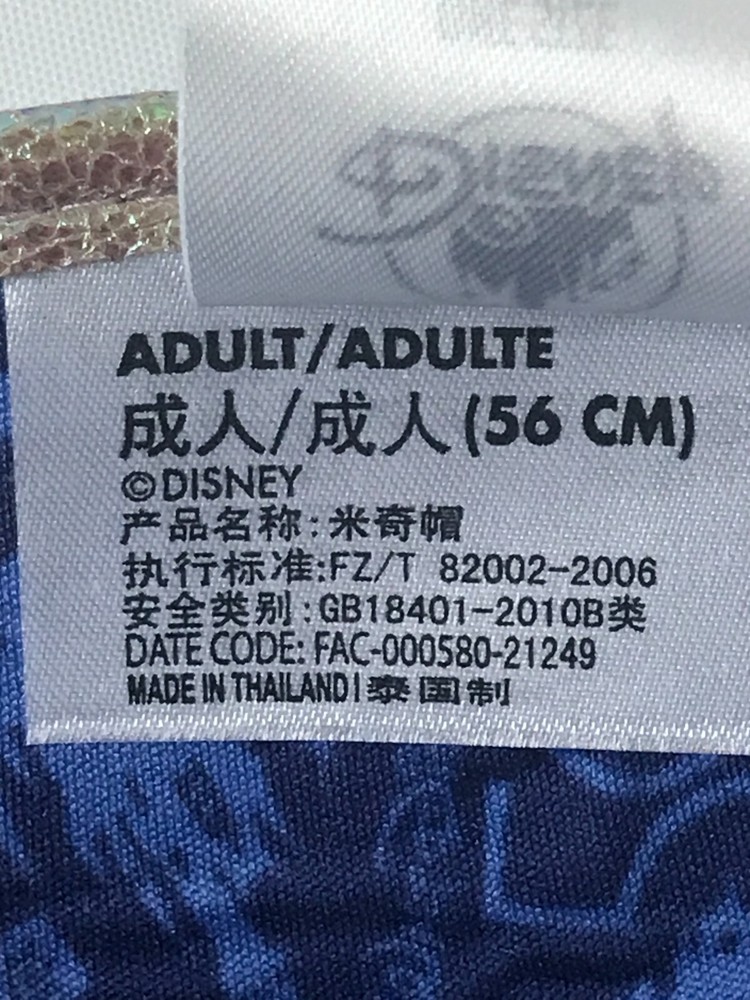 ADULT/ADULTE
成人/成人(56 CM)
©DISNEY
产品名称:米奇帽
执行标准:FZ/T 82002-2006
安全类别:GB18401-2010B类
DATE CODE: FAC-000580-21249
MADE IN THAILAND I 泰国制